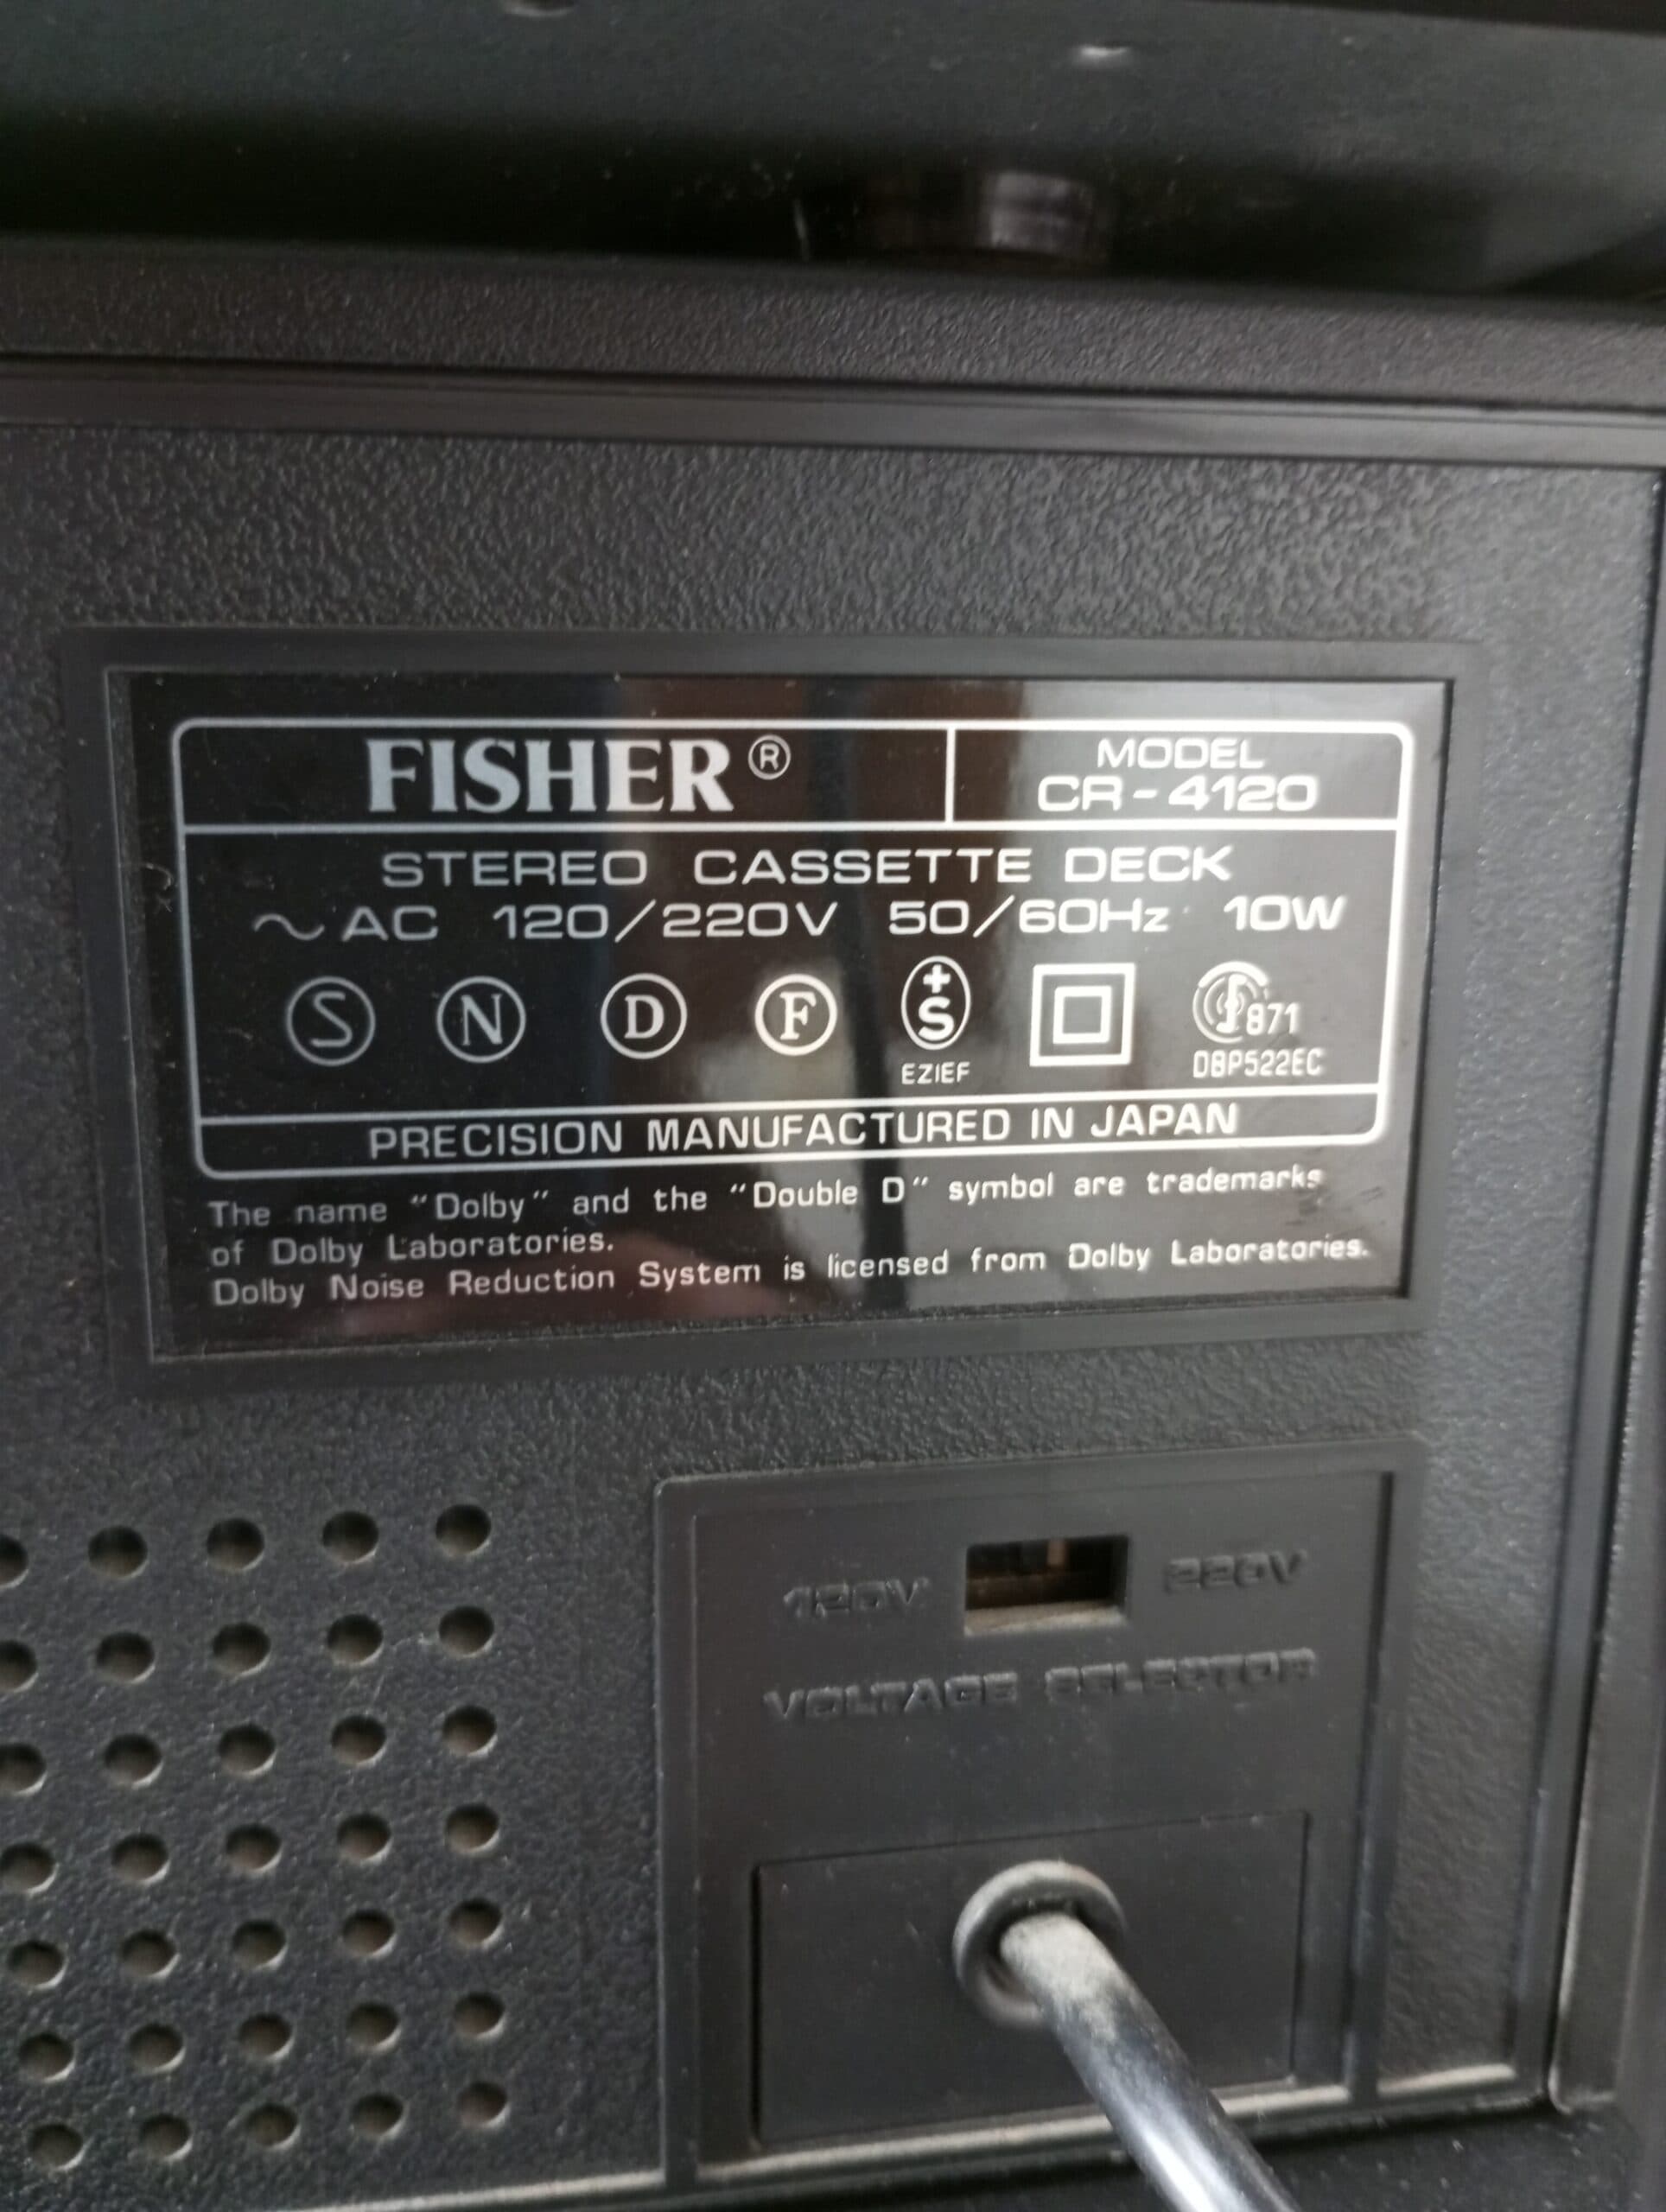 FISHER®
MODEL
CR-4120
STEREO CASSETTE DECK
~AC 120/220V 50/60Hz 10W
S N D F +S
EZIEF
871
DBP522EC
PRECISION MANUFACTURED IN JAPAN
The name "Dolby" and the "Double D" symbol are trademarks
of Dolby Laboratories.
Dolby Noise Reduction System is licensed from Dolby Laboratories.
120V 220V
VOLTAGE SELECTOR